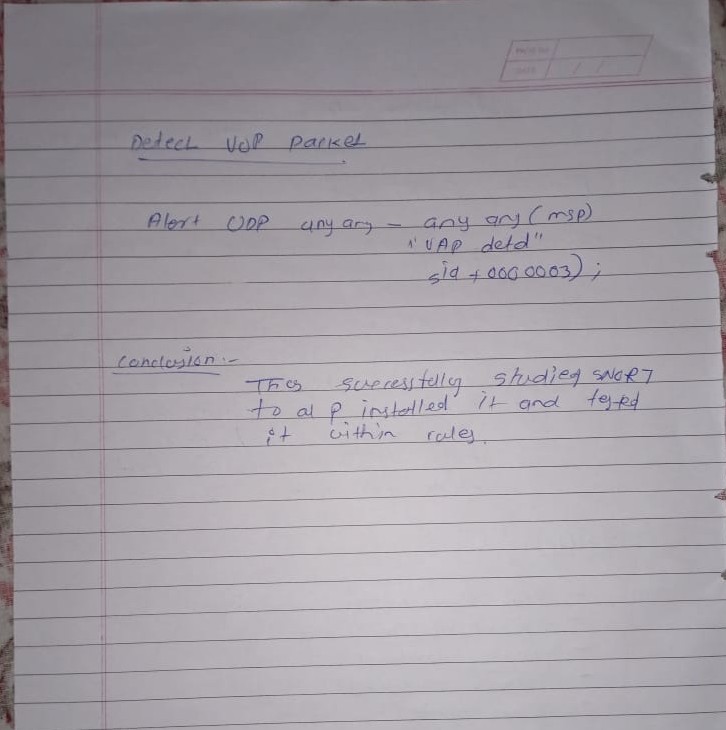 Detect UDP Packet
Alert UDP any any - any any (msp)
"UAP detd"
sid +0000003);
Conclusion :-
Thus successfully studied SNORT
to al p installed it and tested
it within rules.